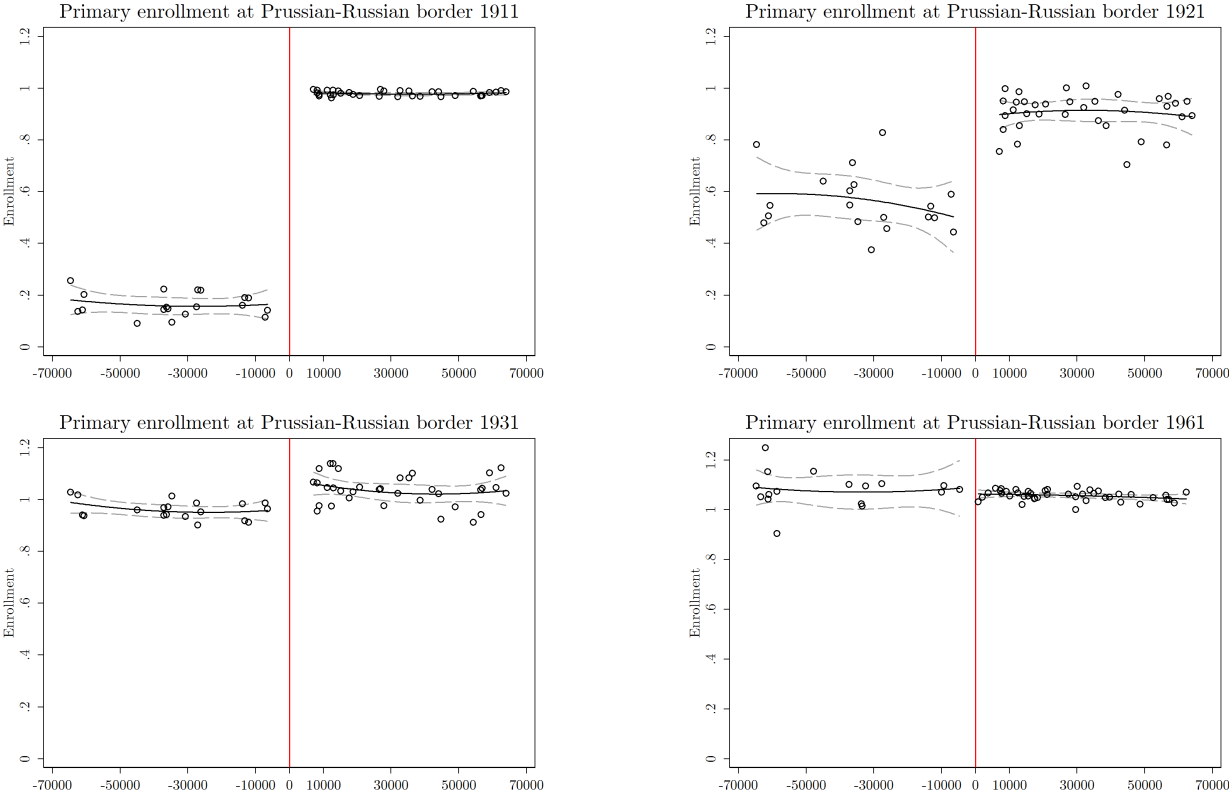 Primary enrollment at Prussian-Russian border 1911
Enrollment
0 .2 .4 .6 .8 1 1.2
-70000 -50000 -30000 -10000 0 10000 30000 50000 70000
Primary enrollment at Prussian-Russian border 1921
Enrollment
0 .2 .4 .6 .8 1 1.2
-70000 -50000 -30000 -10000 0 10000 30000 50000 70000
Primary enrollment at Prussian-Russian border 1931
Enrollment
0 .2 .4 .6 .8 1 1.2
-70000 -50000 -30000 -10000 0 10000 30000 50000 70000
Primary enrollment at Prussian-Russian border 1961
Enrollment
0 .2 .4 .6 .8 1 1.2
-70000 -50000 -30000 -10000 0 10000 30000 50000 70000